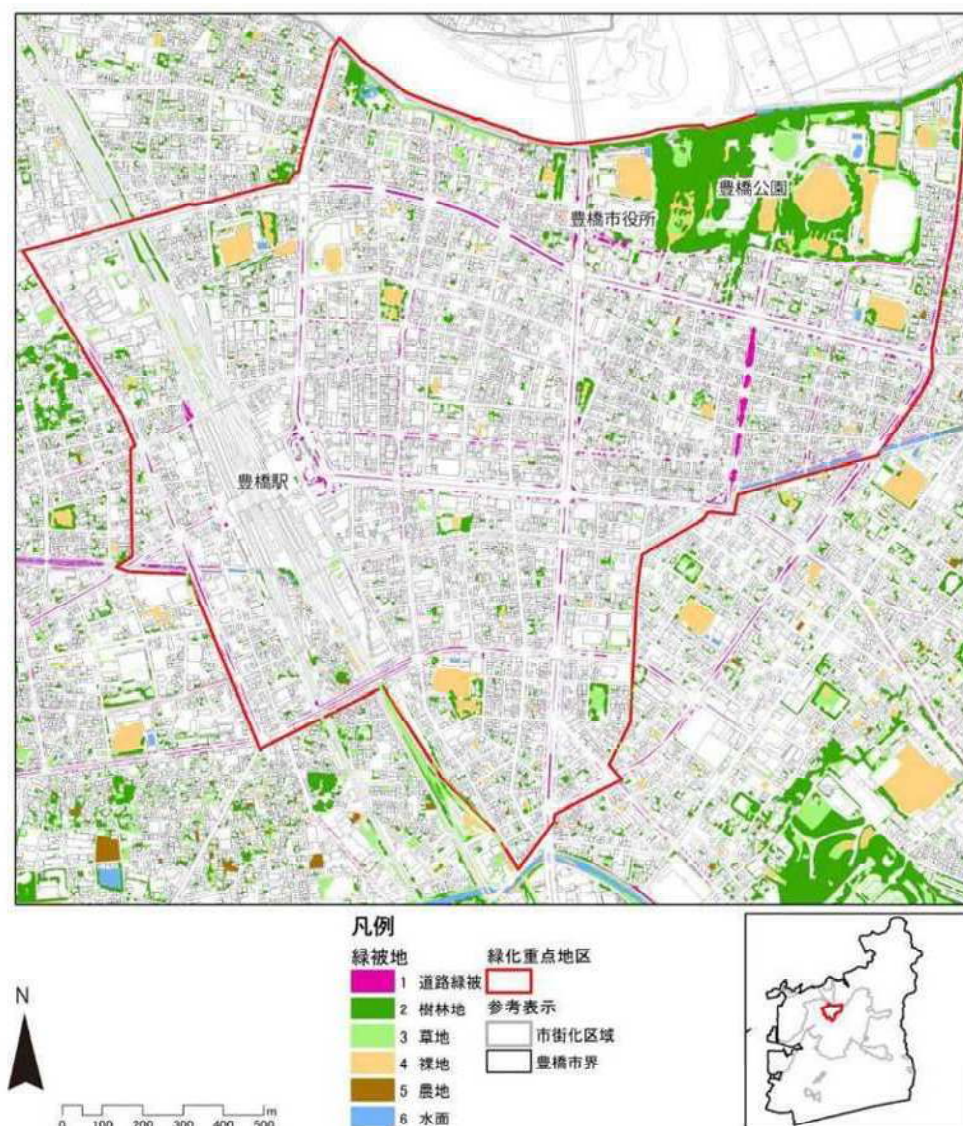 豊橋公園
豊橋市役所
豊橋駅
凡例
緑被地
1 道路緑被
2 樹林地
3 草地
4 裸地
5 農地
6 水面
緑化重点地区
参考表示
市街化区域
豊橋市界
N
0 100 200 300 400 500 m